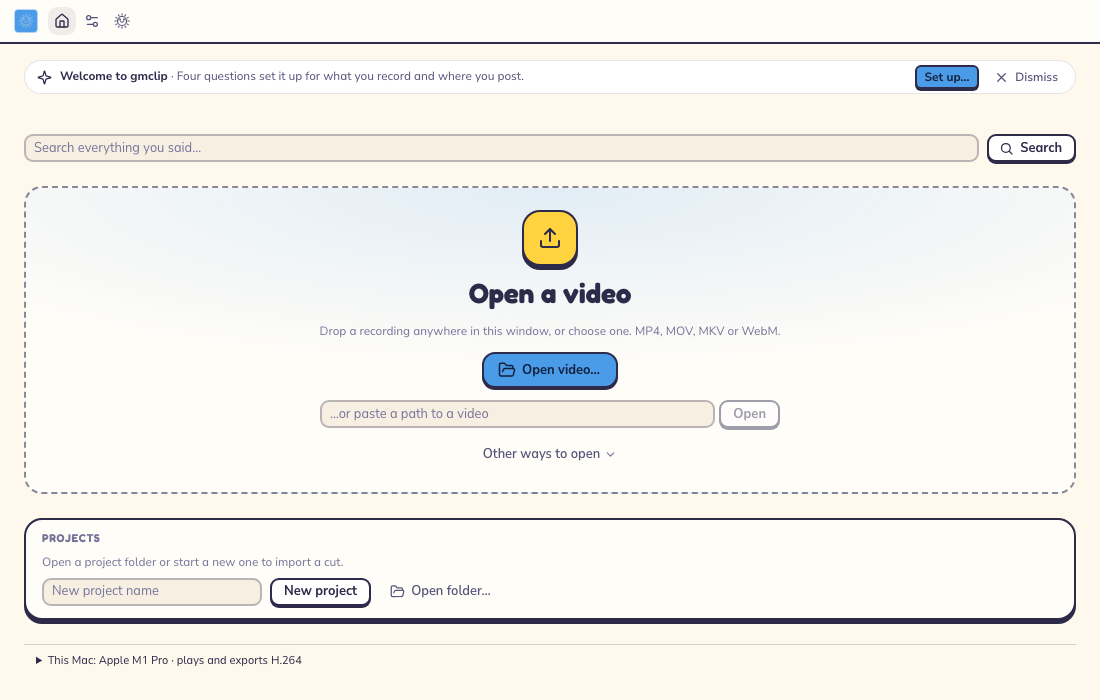 Welcome to gmclip · Four questions set it up for what you record and where you post.
Set up...
Dismiss
Search everything you said...
Search
Open a video
Drop a recording anywhere in this window, or choose one. MP4, MOV, MKV or WebM.
Open video...
...or paste a path to a video
Open
Other ways to open
PROJECTS
Open a project folder or start a new one to import a cut.
New project name
New project
Open folder...
This Mac: Apple M1 Pro · plays and exports H.264